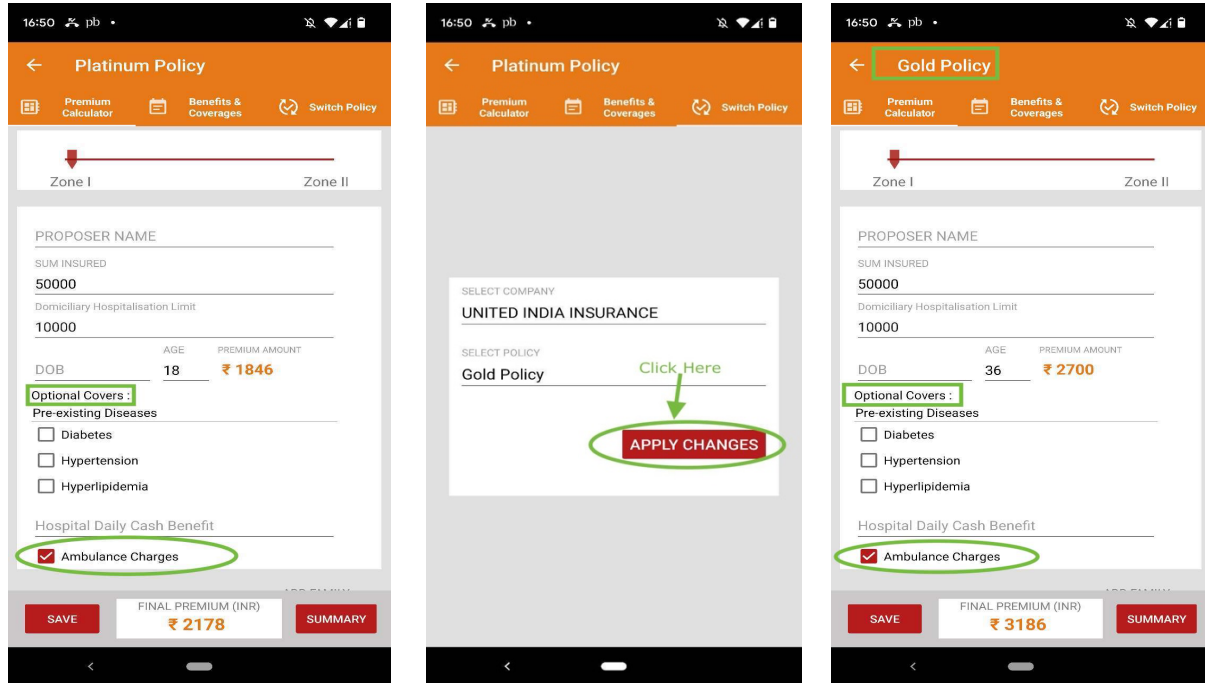 16:50 pb •
Platinum Policy
Premium Calculator
Benefits & Coverages
Switch Policy
Zone I
Zone II
PROPOSER NAME
SUM INSURED
50000
Domiciliary Hospitalisation Limit
10000
DOB
AGE
18
PREMIUM AMOUNT
₹ 1846
Optional Covers :
Pre-existing Diseases
Diabetes
Hypertension
Hyperlipidemia
Hospital Daily Cash Benefit
Ambulance Charges
SAVE
FINAL PREMIUM (INR)
₹ 2178
SUMMARY
16:50 pb •
Platinum Policy
Premium Calculator
Benefits & Coverages
Switch Policy
SELECT COMPANY
UNITED INDIA INSURANCE
SELECT POLICY
Gold Policy
Click Here
APPLY CHANGES
16:50 pb •
Gold Policy
Premium Calculator
Benefits & Coverages
Switch Policy
Zone I
Zone II
PROPOSER NAME
SUM INSURED
50000
Domiciliary Hospitalisation Limit
10000
DOB
AGE
36
PREMIUM AMOUNT
₹ 2700
Optional Covers :
Pre-existing Diseases
Diabetes
Hypertension
Hyperlipidemia
Hospital Daily Cash Benefit
Ambulance Charges
SAVE
FINAL PREMIUM (INR)
₹ 3186
SUMMARY